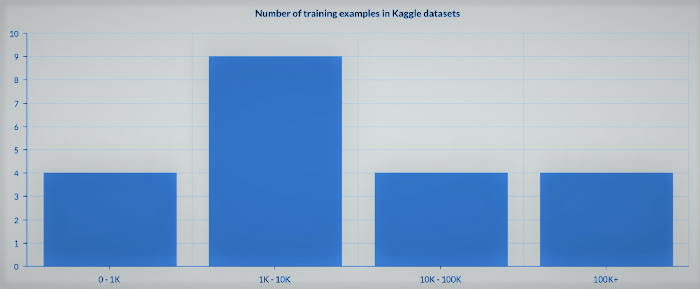 Number of training examples in Kaggle datasets
10
9
8
7
6
5
4
3
2
1
0
0 - 1K
1K - 10K
10K - 100K
100K+